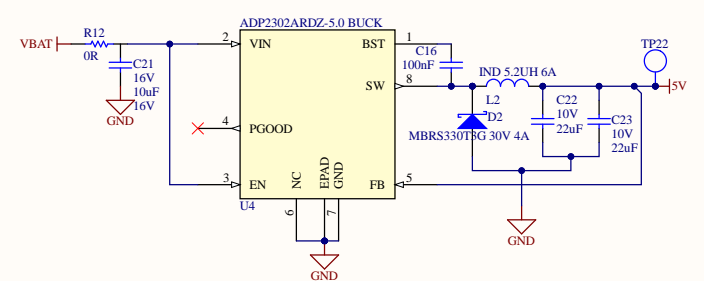 ADP2302ARDZ-5.0 BUCK
VBAT
R12
0R
C21
16V
10uF
16V
GND
2
VIN
4
PGOOD
3
EN
U4
NC
EPAD
GND
6
7
GND
BST
1
SW
8
FB
5
C16
100nF
IND 5.2UH 6A
L2
D2
MBRS330T3G 30V 4A
C22
10V
22uF
C23
10V
22uF
TP22
5V
GND